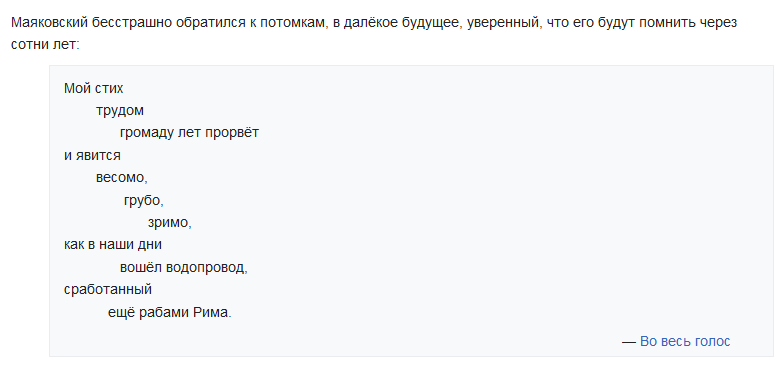 Маяковский бесстрашно обратился к потомкам, в далёкое будущее, уверенный, что его будут помнить через
сотни лет:
Мой стих
трудом
громаду лет прорвёт
и явится
весомо,
грубо,
зримо,
как в наши дни
вошёл водопровод,
сработанный
ещё рабами Рима.
— Во весь голос